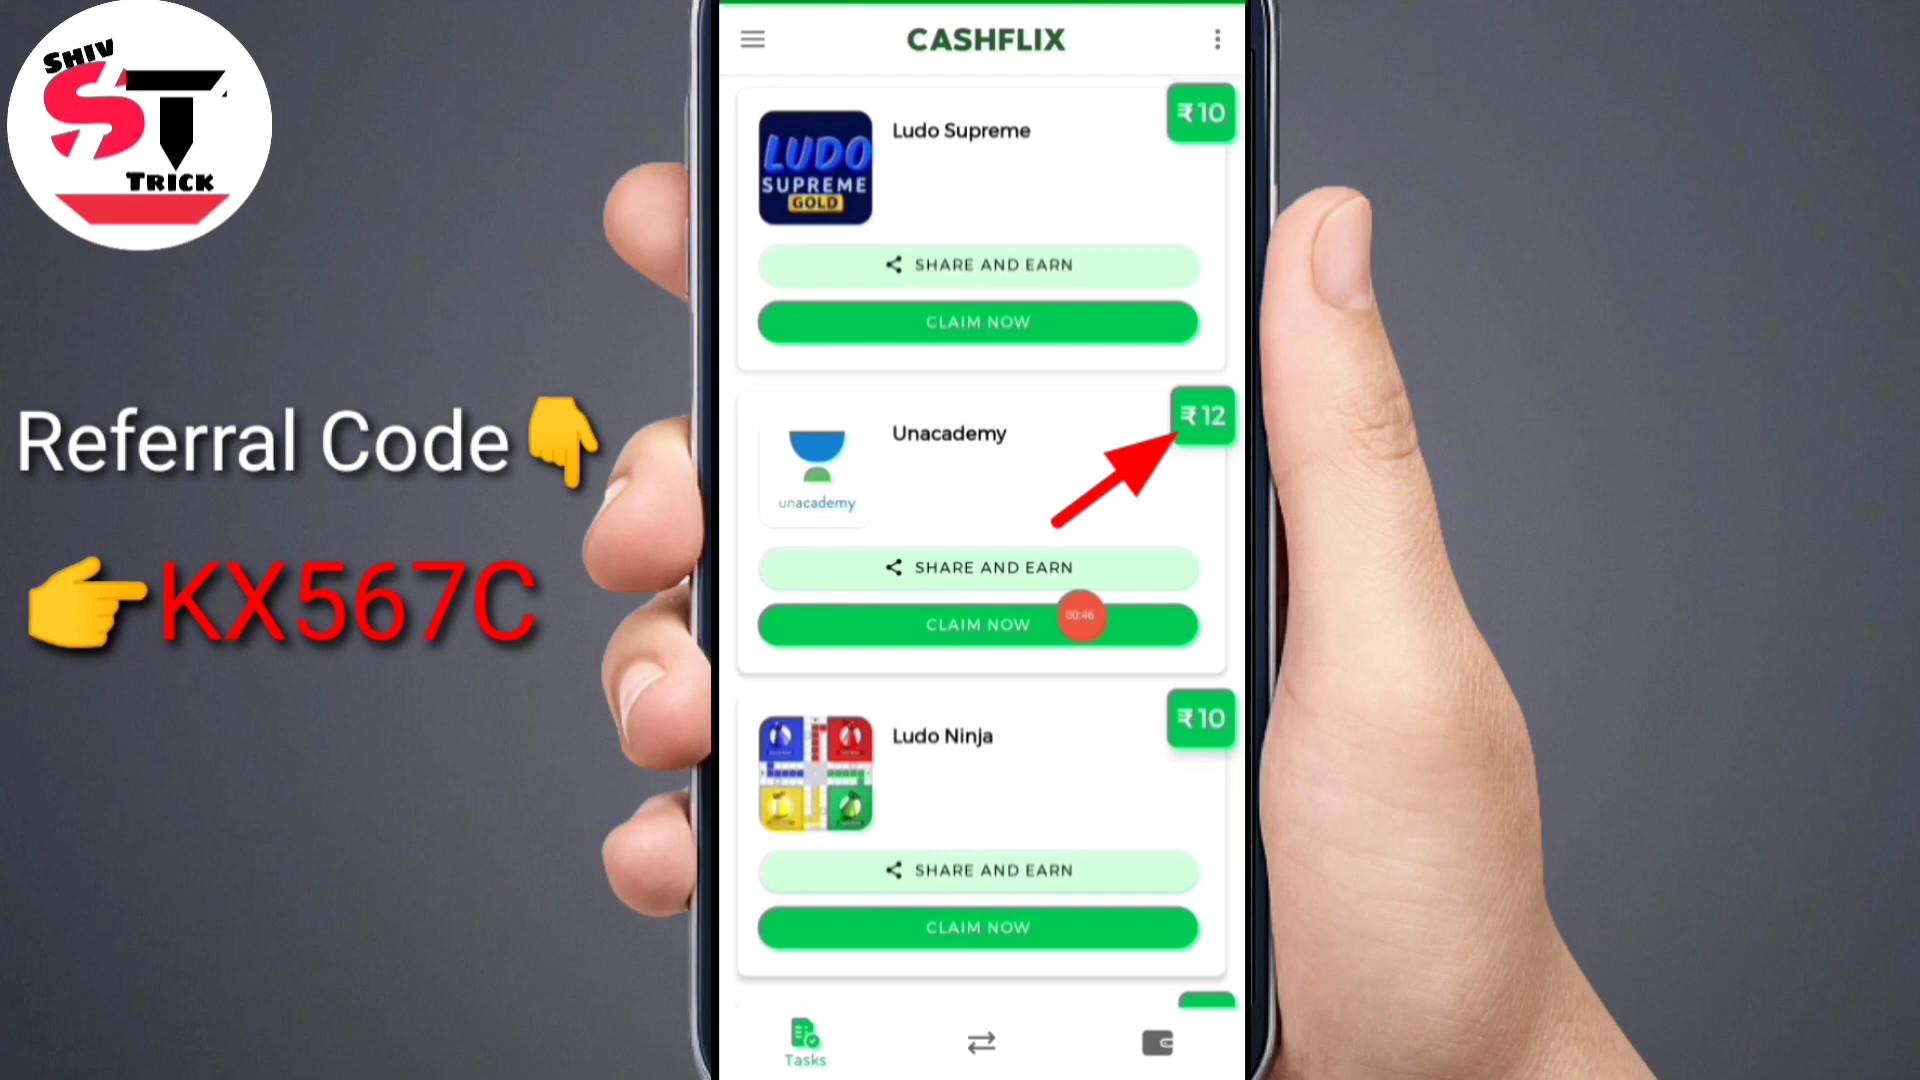 SHIV
ST
TRICK
Referral Code👇
👉KX567C
CASHFLIX
₹10
LUDO
SUPREME
GOLD
Ludo Supreme
SHARE AND EARN
CLAIM NOW
₹12
unacademy
Unacademy
SHARE AND EARN
CLAIM NOW
00:46
₹10
Ludo Ninja
SHARE AND EARN
CLAIM NOW
Tasks